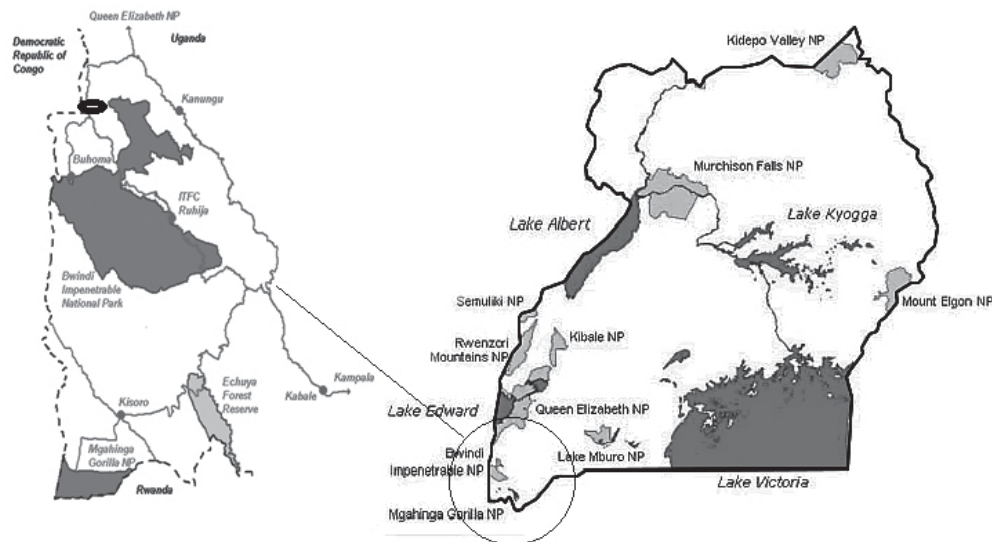 Queen Elizabeth NP
Uganda
Democratic
Republic of
Congo
Kanungu
Buhoma
ITFC
Ruhija
Bwindi
Impenetrable
National Park
Echuya
Forest
Reserve
Kabale
Kampala
Kisoro
Mgahinga
Gorilla NP
Rwanda
Kidepo Valley NP
Murchison Falls NP
Lake Albert
Lake Kyogga
Mount Elgon NP
Semuliki NP
Rwenzori
Mountains NP
Kibale NP
Lake Edward
Queen Elizabeth NP
Bwindi
Impenetrable NP
Lake Mburo NP
Lake Victoria
Mgahinga Gorilla NP